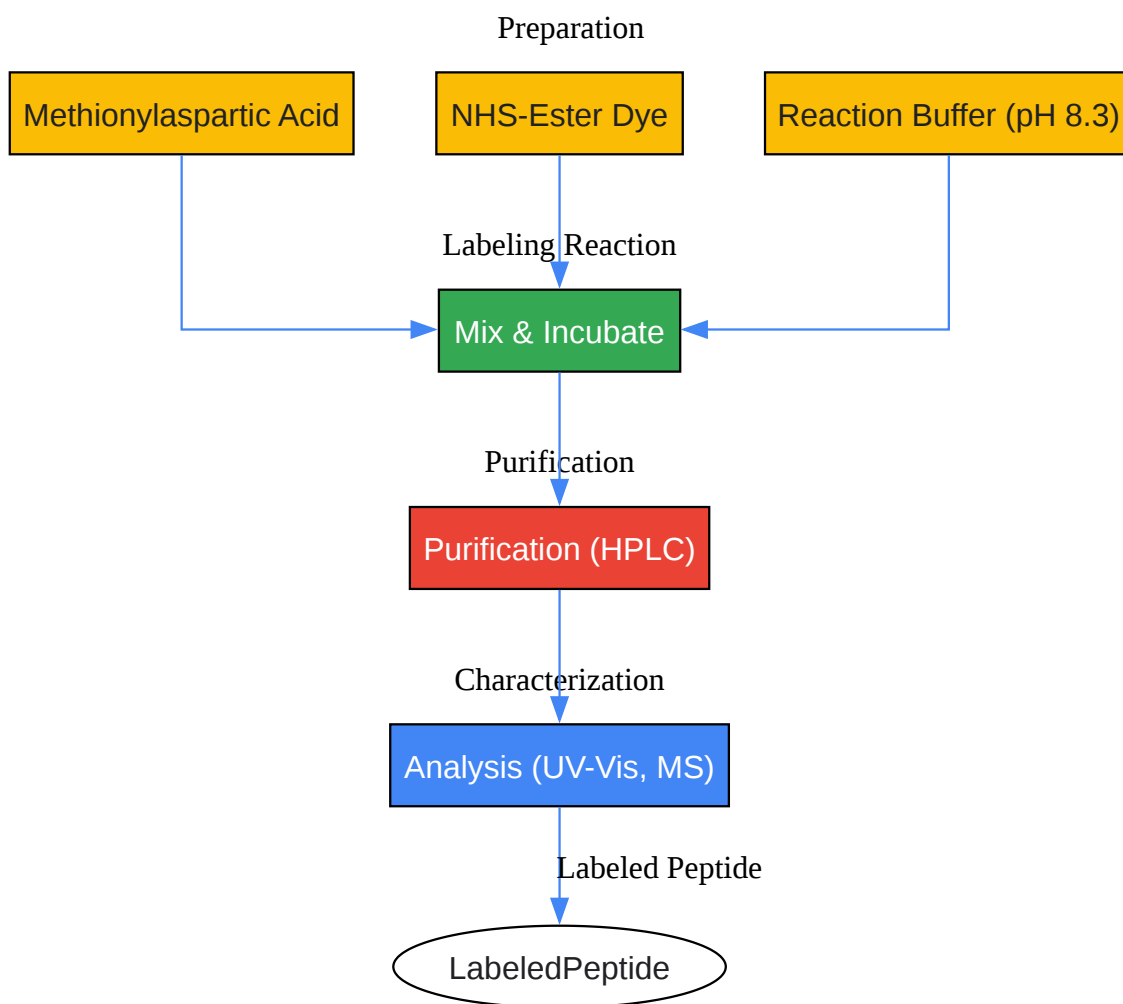 Preparation
Methionylaspartic Acid
NHS-Ester Dye
Reaction Buffer (pH 8.3)
Labeling Reaction
Mix & Incubate
Purification
Purification (HPLC)
Characterization
Analysis (UV-Vis, MS)
Labeled Peptide
LabeledPeptide